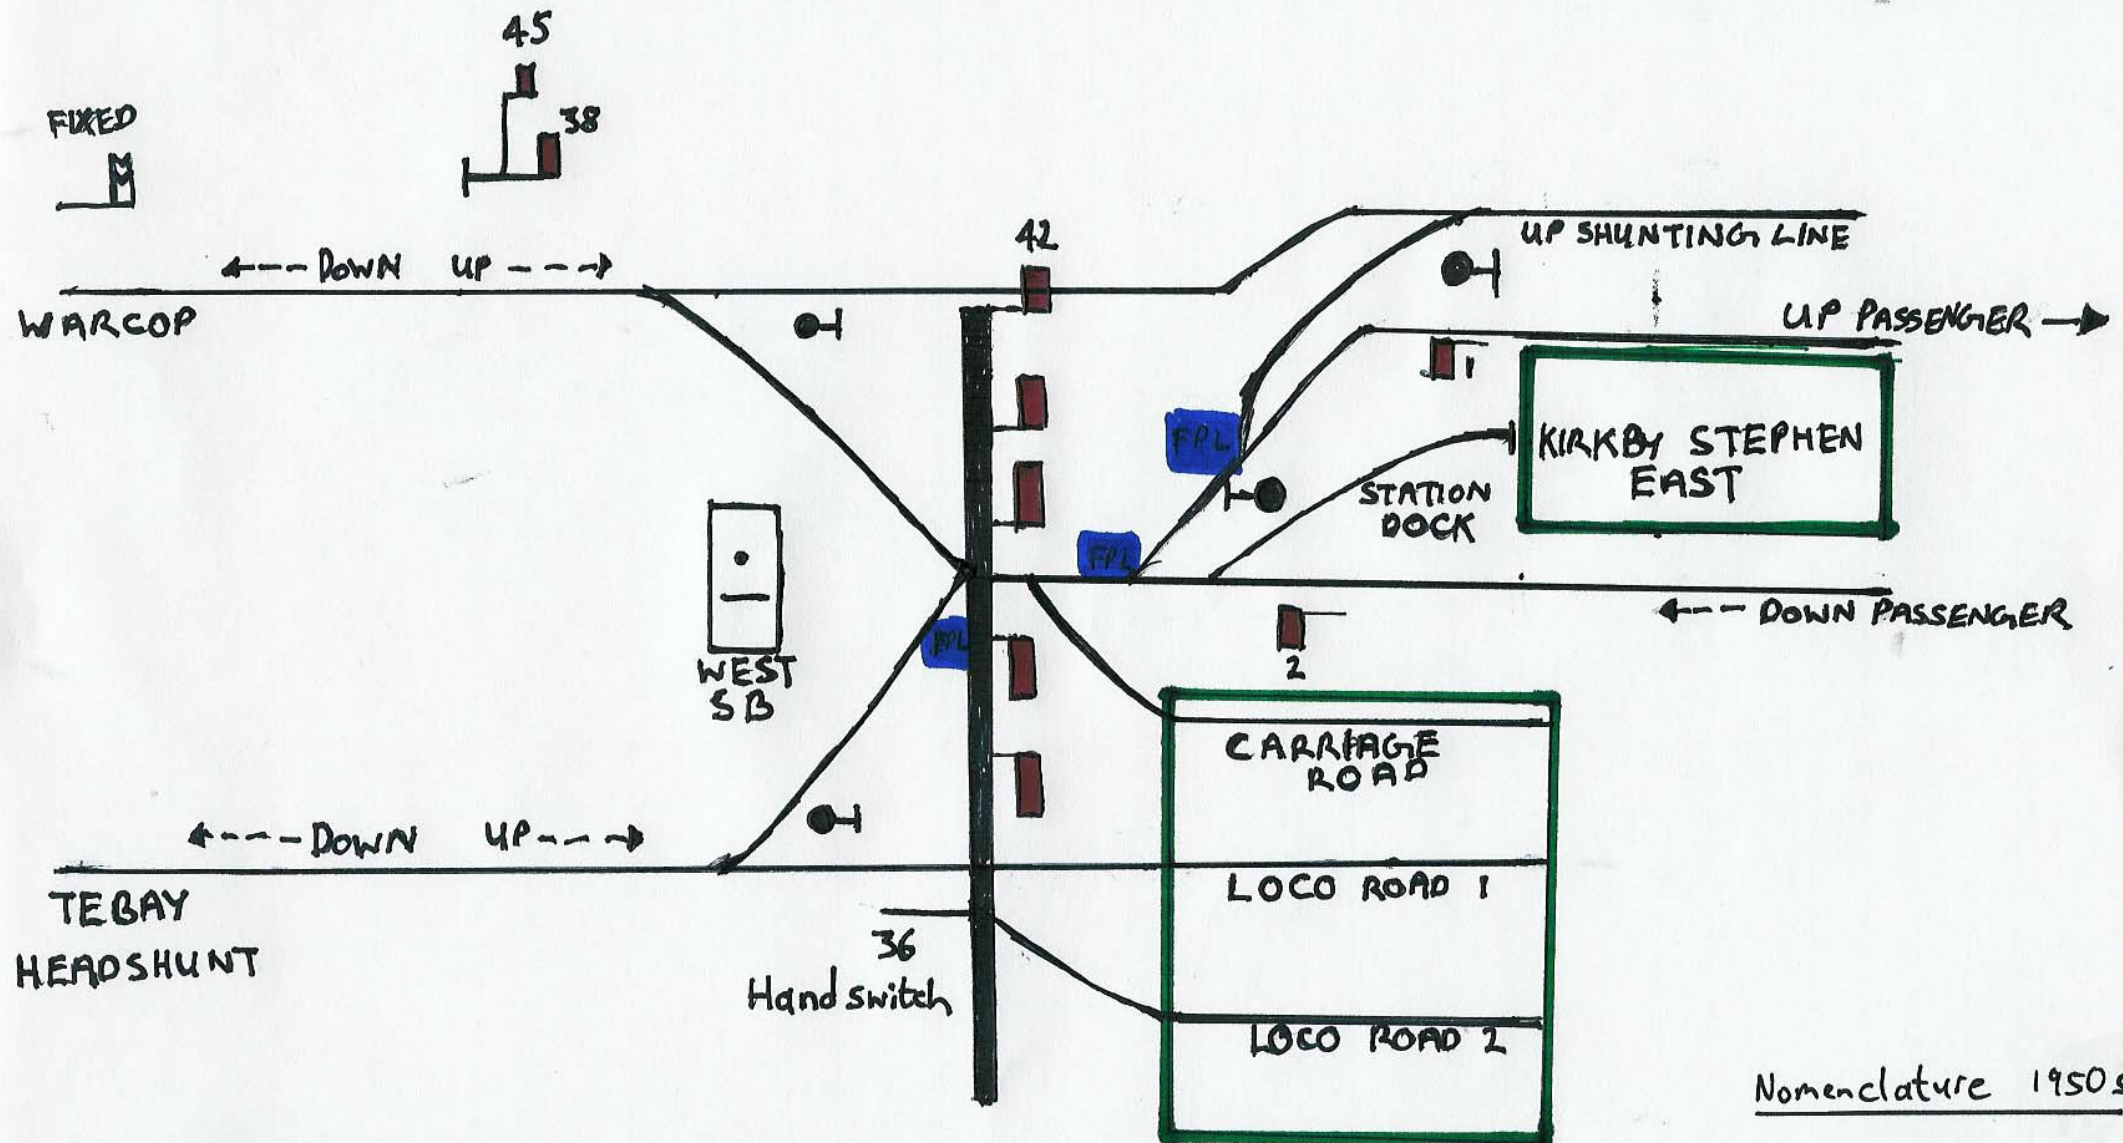 45
FIXED
38
42
UP SHUNTING LINE
<--- DOWN UP --->
WARCOP
UP PASSENGER →
1
FPL
KIRKBY STEPHEN
EAST
STATION
DOCK
FPL
<--- DOWN PASSENGER
FPL
2
WEST
SB
CARRIAGE
ROAD
<---- DOWN UP --->
LOCO ROAD 1
TEBAY
HEADSHUNT
36
Hand switch
LOCO ROAD 2
Nomenclature 1950s